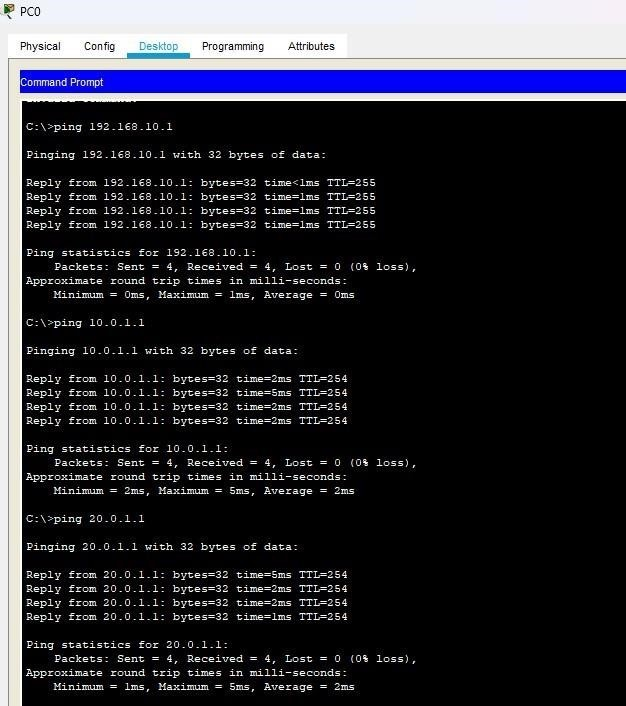 PC0
Physical Config Desktop Programming Attributes
Command Prompt
C:\>ping 192.168.10.1
Pinging 192.168.10.1 with 32 bytes of data:
Reply from 192.168.10.1: bytes=32 time<1ms TTL=255
Reply from 192.168.10.1: bytes=32 time=1ms TTL=255
Reply from 192.168.10.1: bytes=32 time=1ms TTL=255
Reply from 192.168.10.1: bytes=32 time=1ms TTL=255
Ping statistics for 192.168.10.1:
Packets: Sent = 4, Received = 4, Lost = 0 (0% loss),
Approximate round trip times in milli-seconds:
Minimum = 0ms, Maximum = 1ms, Average = 0ms
C:\>ping 10.0.1.1
Pinging 10.0.1.1 with 32 bytes of data:
Reply from 10.0.1.1: bytes=32 time=2ms TTL=254
Reply from 10.0.1.1: bytes=32 time=5ms TTL=254
Reply from 10.0.1.1: bytes=32 time=2ms TTL=254
Reply from 10.0.1.1: bytes=32 time=2ms TTL=254
Ping statistics for 10.0.1.1:
Packets: Sent = 4, Received = 4, Lost = 0 (0% loss),
Approximate round trip times in milli-seconds:
Minimum = 2ms, Maximum = 5ms, Average = 2ms
C:\>ping 20.0.1.1
Pinging 20.0.1.1 with 32 bytes of data:
Reply from 20.0.1.1: bytes=32 time=5ms TTL=254
Reply from 20.0.1.1: bytes=32 time=2ms TTL=254
Reply from 20.0.1.1: bytes=32 time=2ms TTL=254
Reply from 20.0.1.1: bytes=32 time=1ms TTL=254
Ping statistics for 20.0.1.1:
Packets: Sent = 4, Received = 4, Lost = 0 (0% loss),
Approximate round trip times in milli-seconds:
Minimum = 1ms, Maximum = 5ms, Average = 2ms